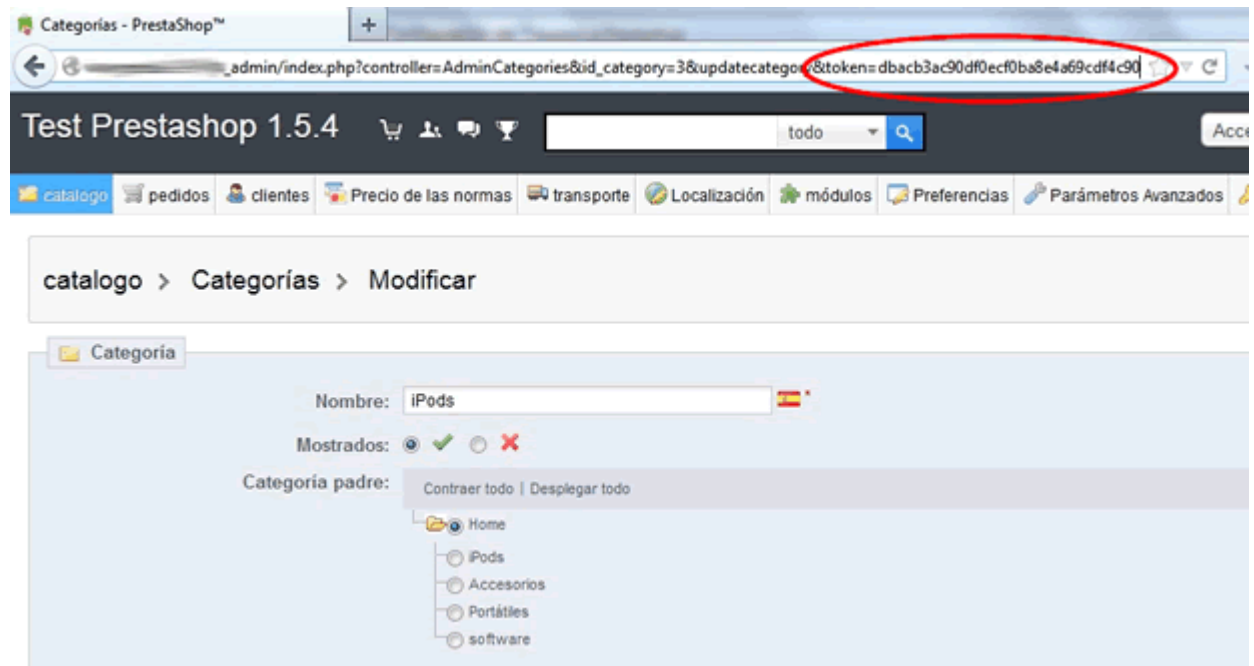 Categorías - PrestaShop™
_admin/index.php?controller=AdminCategories&id_category=3&updatecategory&token=dbacb3ac90df0ecf0ba8e4a69cdf4c90
Test Prestashop 1.5.4 todo Acce
catalogo pedidos clientes Precio de las normas transporte Localización módulos Preferencias Parámetros Avanzados
catalogo > Categorías > Modificar
Categoría
Nombre: iPods *
Mostrados:
Categoría padre: Contraer todo | Desplegar todo
Home
iPods
Accesorios
Portátiles
software